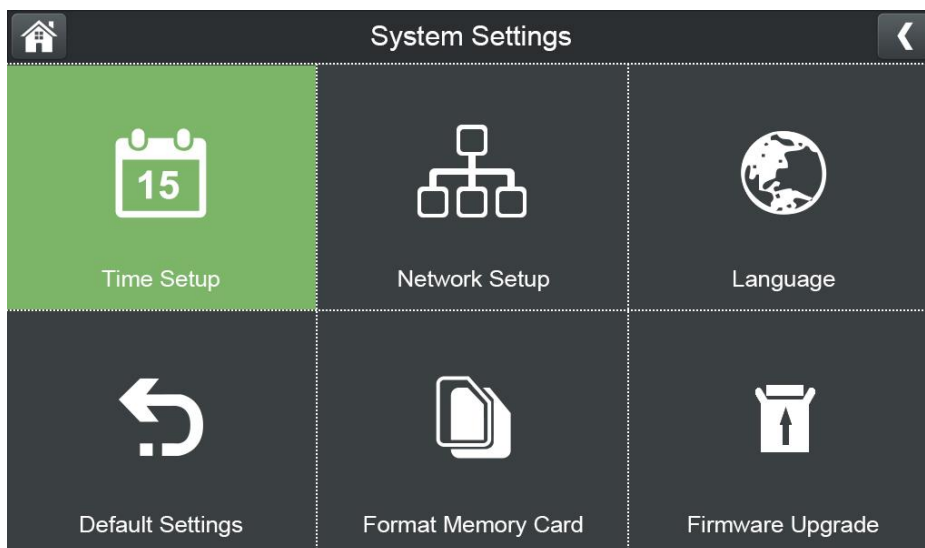 System Settings
15
Time Setup
Network Setup
Language
Default Settings
Format Memory Card
Firmware Upgrade